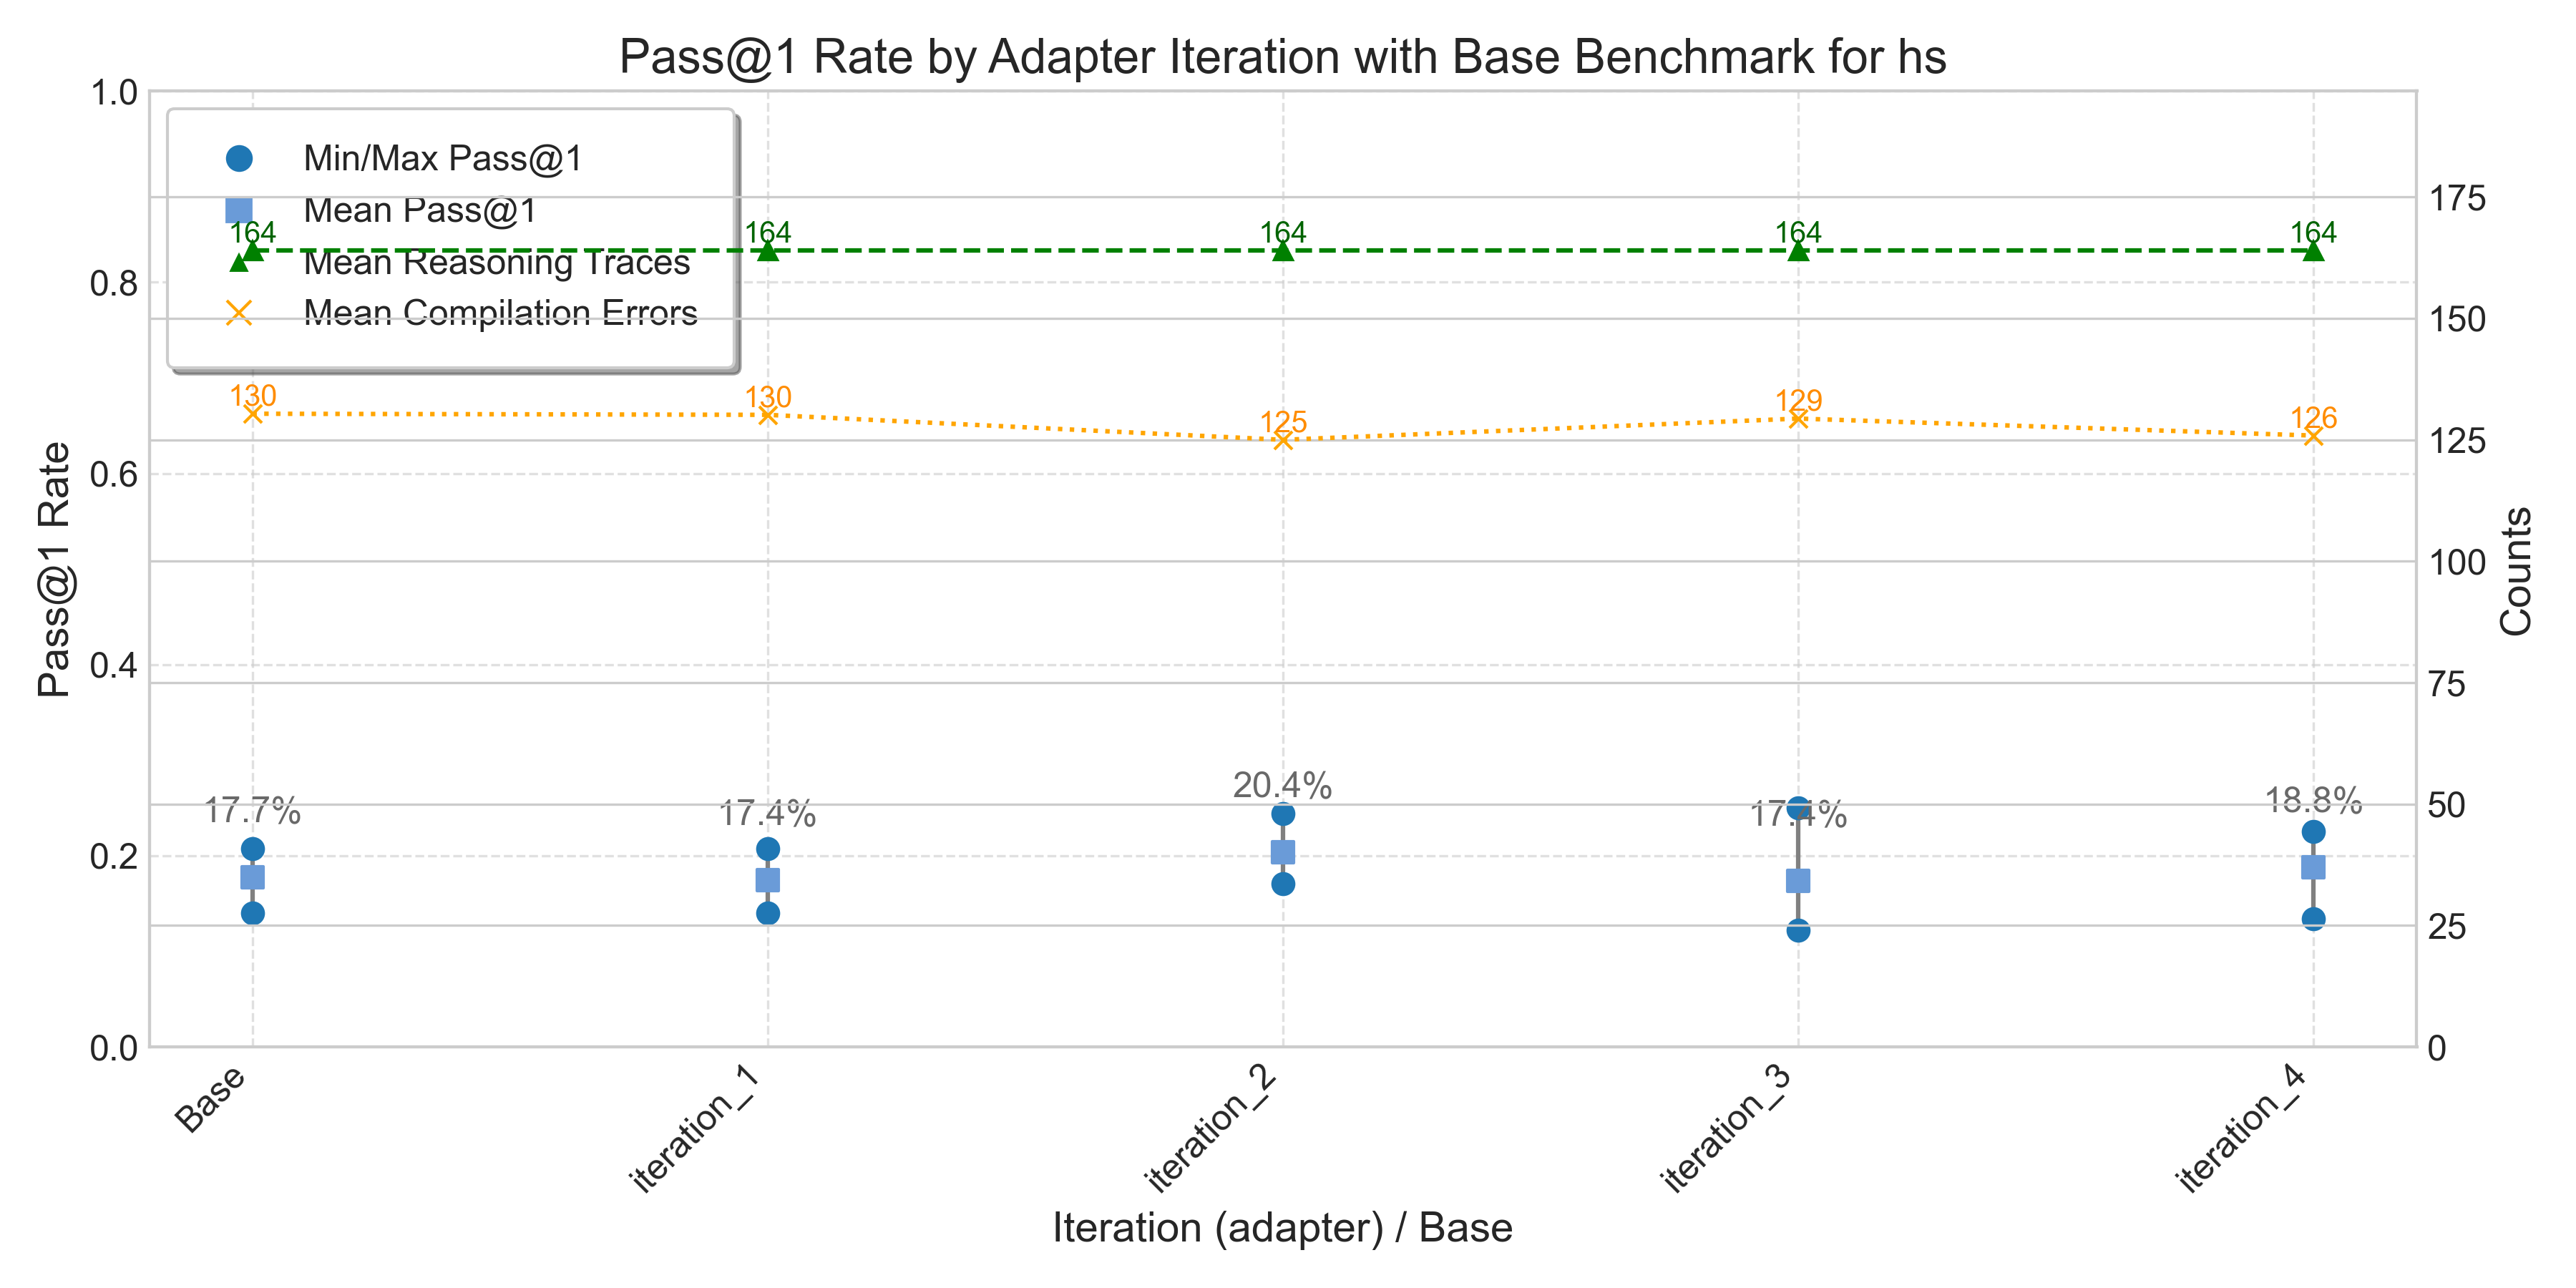 Pass@1 Rate by Adapter Iteration with Base Benchmark for hs
1.0
0.8
0.6
0.4
0.2
0.0
Pass@1 Rate
Min/Max Pass@1
Mean Pass@1
Mean Reasoning Traces
Mean Compilation Errors
164
164
164
164
164
130
130
125
129
126
17.7%
17.4%
20.4%
17.4%
18.8%
175
150
125
100
75
50
25
0
Counts
Base
iteration_1
iteration_2
iteration_3
iteration_4
Iteration (adapter) / Base